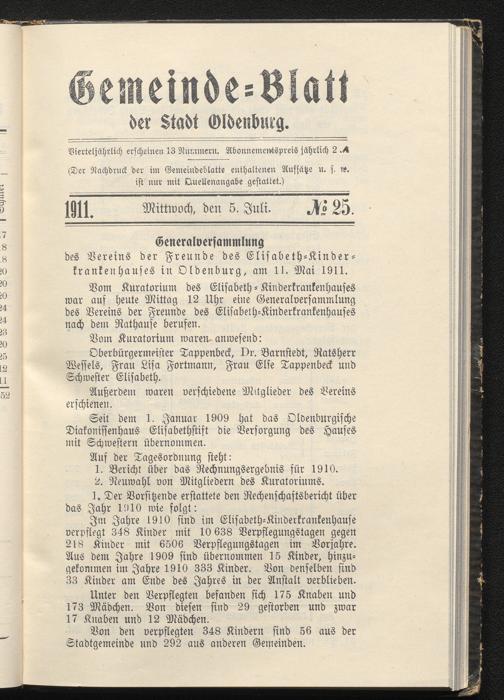 Gemeinde=Blatt
der Stadt Oldenburg.
Vierteljährlich erscheinen 13 Nummern. Abonnementspreis jährlich 2 ℳ
(Der Nachdruck der im Gemeindeblatte enthaltenen Aufsätze u. s. w.
ist nur mit Quellenangabe gestattet.)
1911. Mittwoch, den 5. Juli. № 25.
Generalversammlung
des Vereins der Freunde des Elisabeth=Kinder=
krankenhauses in Oldenburg, am 11. Mai 1911.
Vom Kuratorium des Elisabeth=Kinderkrankenhauses
war auf heute Mittag 12 Uhr eine Generalversammlung
des Vereins der Freunde des Elisabeth=Kinderkrankenhauses
nach dem Rathause berufen.
Vom Kuratorium waren anwesend:
Oberbürgermeister Tappenbeck, Dr. Barnstedt, Ratsherr
Wessels, Frau Lisa Fortmann, Frau Else Tappenbeck und
Schwester Elisabeth.
Außerdem waren verschiedene Mitglieder des Vereins
erschienen.
Seit dem 1. Januar 1909 hat das Oldenburgische
Diakonissenhaus Elisabethstift die Versorgung des Hauses
mit Schwestern übernommen.
Auf der Tagesordnung steht:
1. Bericht über das Rechnungsergebnis für 1910.
2. Neuwahl von Mitgliedern des Kuratoriums.
1. Der Vorsitzende erstattete den Rechenschaftsbericht über
das Jahr 1910 wie folgt:
Im Jahre 1910 sind im Elisabeth=Kinderkrankenhause
verpflegt 348 Kinder mit 10 638 Verpflegungstagen gegen
218 Kinder mit 6506 Verpflegungstagen im Vorjahre.
Aus dem Jahre 1909 sind übernommen 15 Kinder, hinzu=
gekommen im Jahre 1910 333 Kinder. Von denselben sind
33 Kinder am Ende des Jahres in der Anstalt verblieben.
Unter den Verpflegten befanden sich 175 Knaben und
173 Mädchen. Von diesen sind 29 gestorben und zwar
17 Knaben und 12 Mädchen.
Von den verpflegten 348 Kindern sind 56 aus der
Stadtgemeinde und 292 aus anderen Gemeinden.